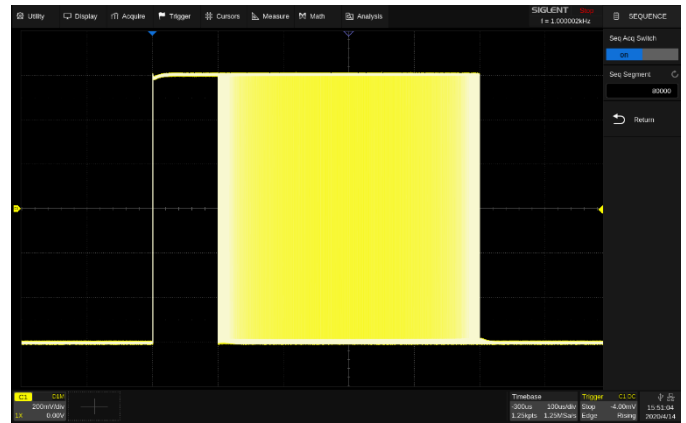 Utility Display Acquire Trigger Cursors Measure Math Analysis
SIGLENT Stop
f = 1.000002kHz
SEQUENCE
Seq Acq Switch
on
Seq Segment
80000
Return
C1 D1M
200mV/div
1X 0.00V
Timebase
-300us 100us/div
1.25kpts 1.25MSa/s
Trigger C1 DC
Stop -4.00mV
Edge Rising
15:51:04
2020/4/14